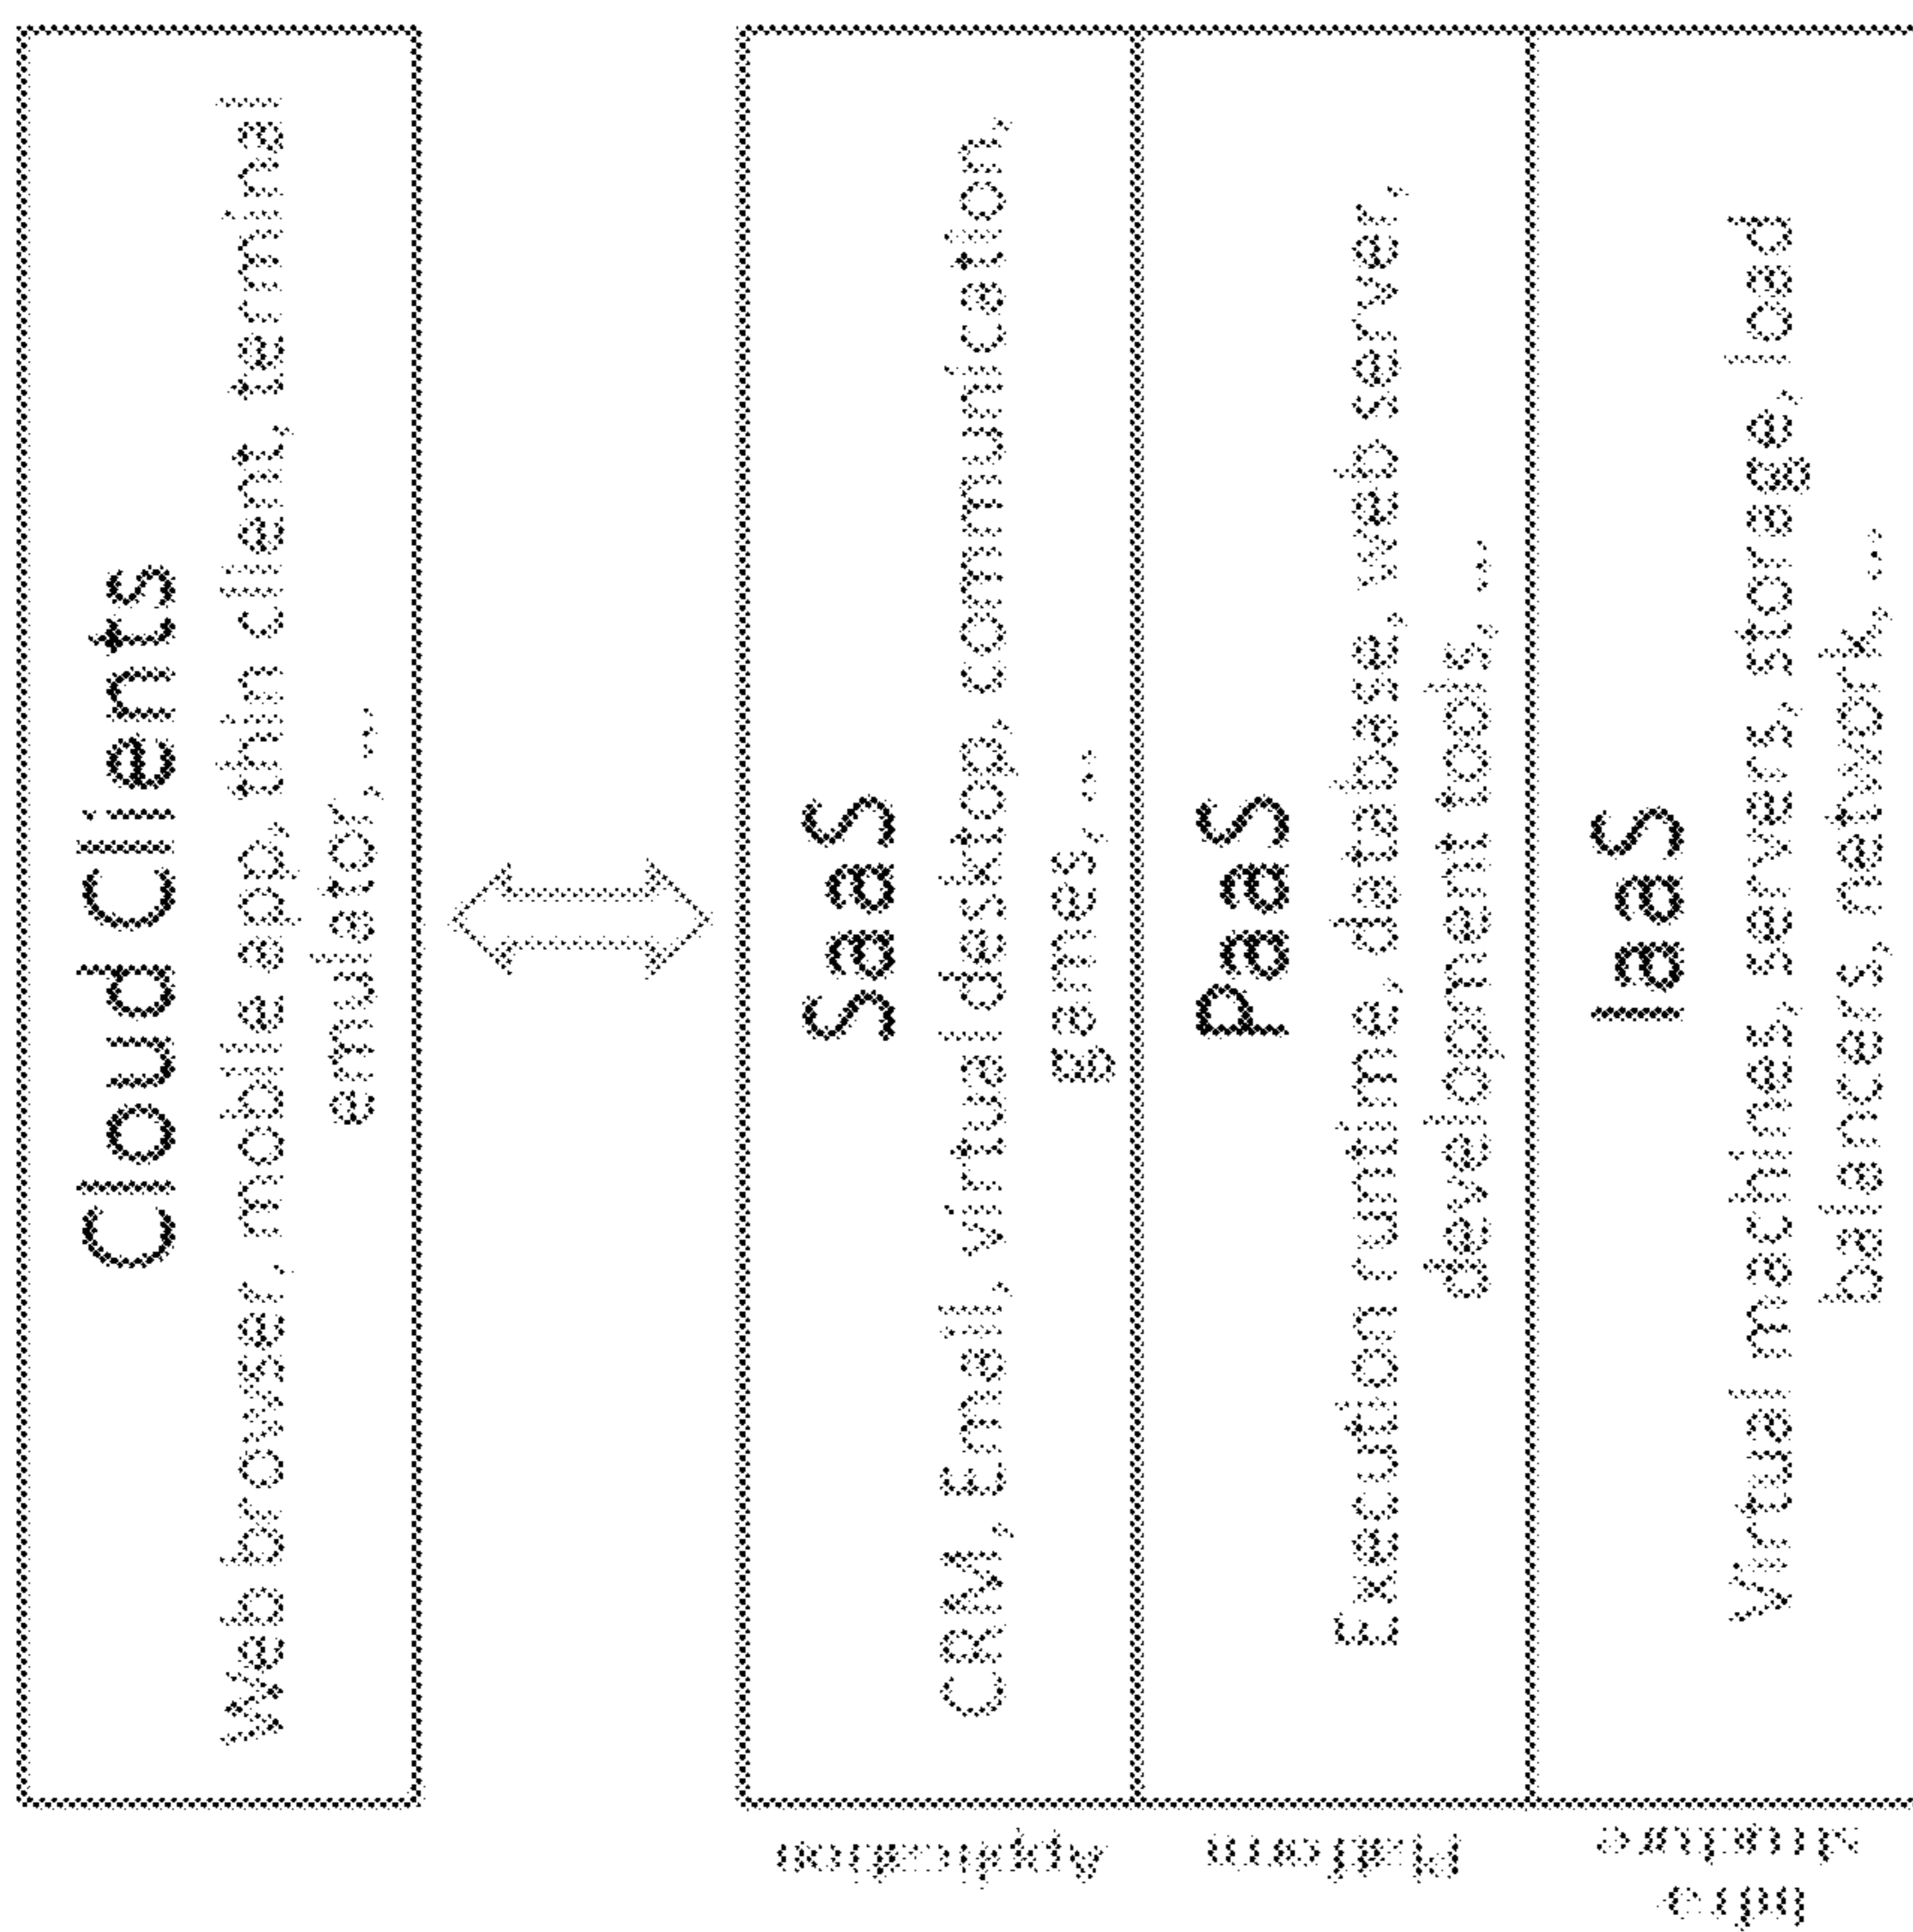 Cloud Clients
Web browser, mobile app, thin client, terminal
emulator, ...
Application
SaaS
CRM, Email, virtual desktop, communication,
games, ...
Platform
PaaS
Execution runtime, database, web server,
development tools, ...
Infra-
structure
IaaS
Virtual machines, servers, storage, load
balancers, network, ...